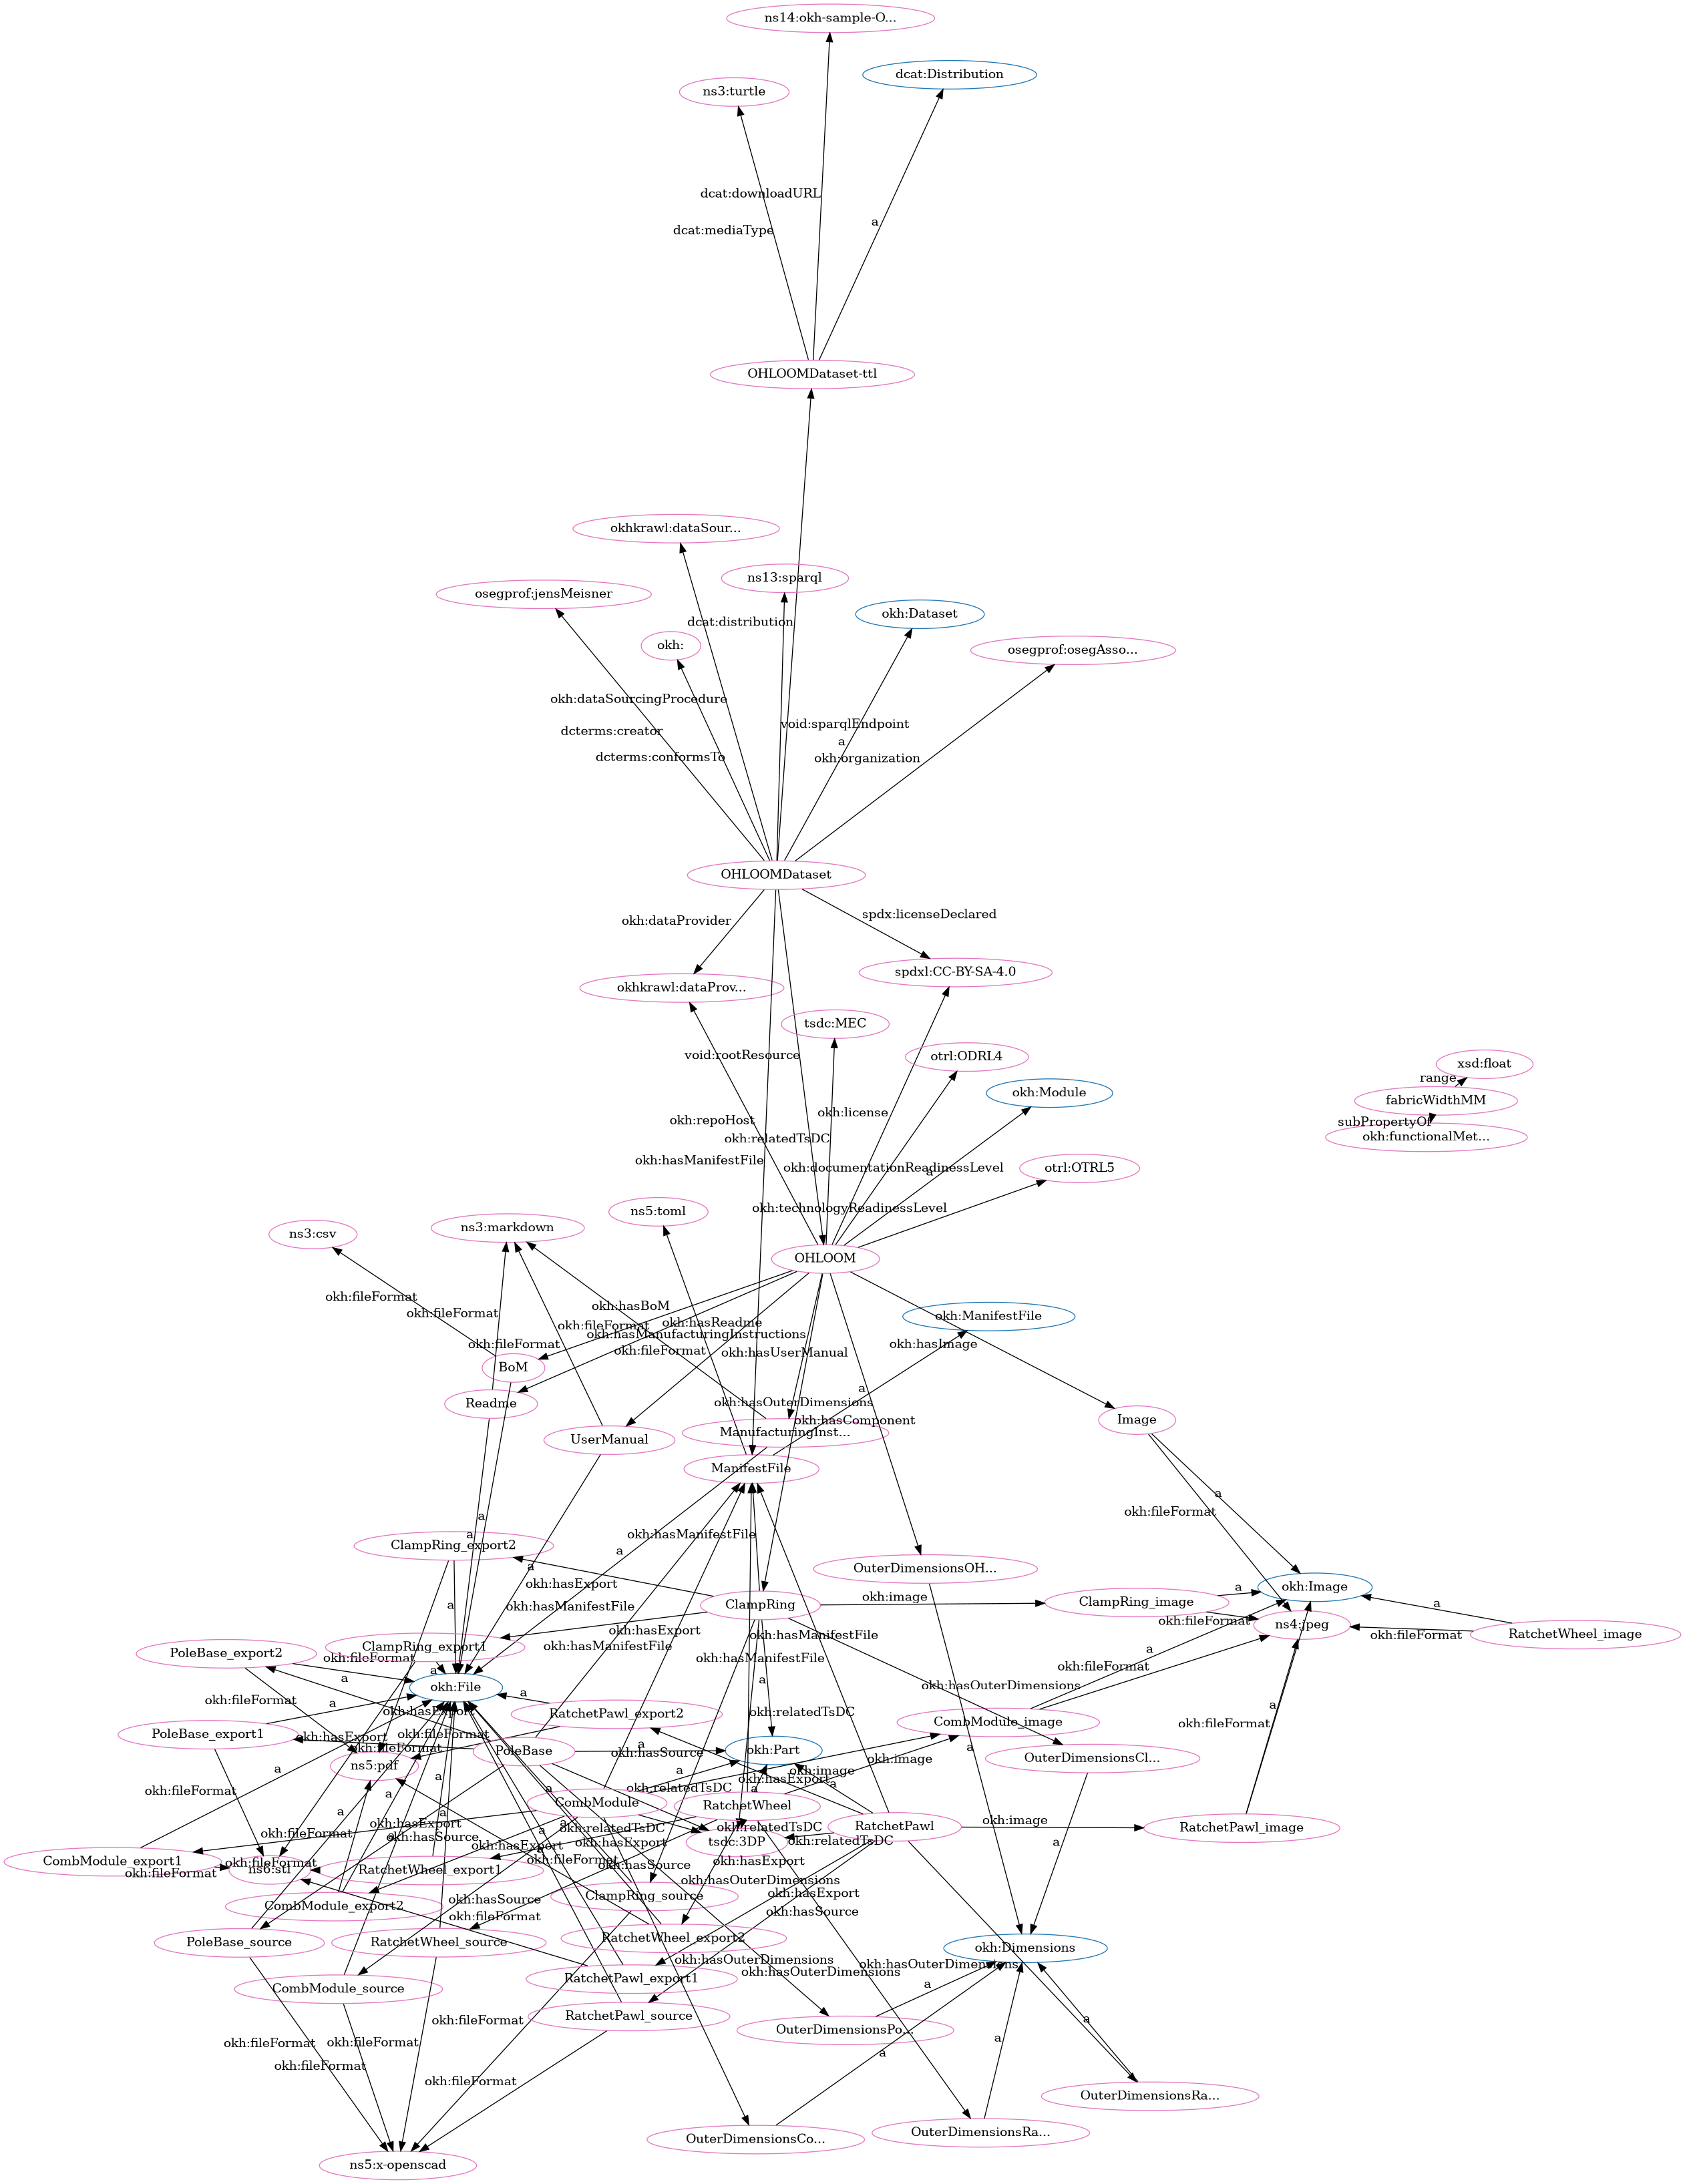 ns14:okh-sample-O...
dcat:Distribution
ns3:turtle
dcat:downloadURL
a
dcat:mediaType
OHLOOMDataset-ttl
okhkrawl:dataSour...
ns13:sparql
osegprof:jensMeisner
okh:Dataset
dcat:distribution
okh:
osegprof:osegAsso...
okh:dataSourcingProcedure
void:sparqlEndpoint
dcterms:creator
a
dcterms:conformsTo
okh:organization
OHLOOMDataset
spdx:licenseDeclared
okh:dataProvider
spdxl:CC-BY-SA-4.0
okhkrawl:dataProv...
tsdc:MEC
void:rootResource
otrl:ODRL4
xsd:float
range
okh:Module
fabricWidthMM
okh:license
okh:repoHost
subPropertyOf
okh:relatedTsDC
okh:functionalMet...
okh:hasManifestFile
okh:documentationReadinessLevel
a
otrl:OTRL5
okh:technologyReadinessLevel
ns5:toml
ns3:markdown
ns3:csv
OHLOOM
okh:fileFormat
okh:hasBoM
okh:fileFormat
okh:ManifestFile
okh:hasReadme
okh:fileFormat
okh:hasManufacturingInstructions
okh:fileFormat
okh:hasImage
okh:fileFormat
okh:hasUserManual
BoM
a
Readme
okh:hasOuterDimensions
okh:hasComponent
Image
ManufacturingInst...
UserManual
ManifestFile
a
okh:fileFormat
a
a
okh:hasManifestFile
ClampRing_export2
a
a
OuterDimensionsOH...
okh:hasExport
okh:Image
a
okh:image
ClampRing_image
ClampRing
a
okh:hasManifestFile
okh:fileFormat
ns4:jpeg
okh:hasExport
okh:hasManifestFile
okh:fileFormat
RatchetWheel_image
ClampRing_export1
okh:hasManifestFile
a
PoleBase_export2
okh:fileFormat
okh:hasManifestFile
okh:fileFormat
a
a
a
okh:hasOuterDimensions
okh:File
a
okh:fileFormat
a
a
okh:hasExport
okh:relatedTsDC
RatchetPawl_export2
CombModule_image
okh:fileFormat
PoleBase_export1
okh:hasExport
okh:fileFormat
okh:fileFormat
a
a
PoleBase
okh:hasSource
okh:Part
okh:image
OuterDimensionsCl...
ns5:pdf
a
a
a
okh:image
okh:hasExport
a
okh:fileFormat
okh:relatedTsDC
a
a
CombModule
RatchetWheel
a
a
okh:image
okh:hasExport
a
okh:relatedTsDC
okh:relatedTsDC
RatchetPawl
RatchetPawl_image
okh:fileFormat
a
okh:hasSource
okh:hasExport
okh:hasExport
tsdc:3DP
okh:relatedTsDC
a
CombModule_export1
okh:fileFormat
okh:fileFormat
okh:hasExport
okh:fileFormat
ns6:stl
RatchetWheel_export1
okh:hasSource
okh:hasOuterDimensions
okh:hasExport
ClampRing_source
okh:hasSource
CombModule_export2
okh:hasSource
okh:fileFormat
RatchetWheel_export2
PoleBase_source
RatchetWheel_source
okh:Dimensions
okh:hasOuterDimensions
okh:hasOuterDimensions
okh:hasOuterDimensions
RatchetPawl_export1
a
CombModule_source
RatchetPawl_source
okh:fileFormat
a
OuterDimensionsPo...
a
okh:fileFormat
okh:fileFormat
a
okh:fileFormat
okh:fileFormat
OuterDimensionsRa...
OuterDimensionsRa...
OuterDimensionsCo...
ns5:x-openscad